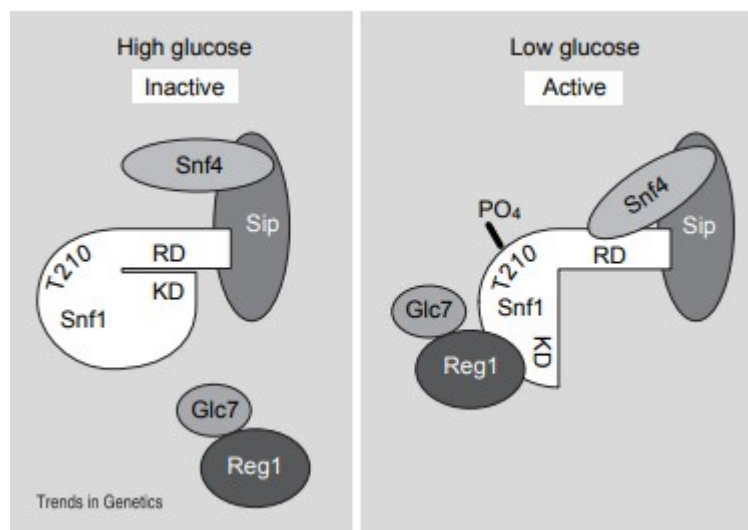 High glucose
Inactive
Snf4
Sip
T210
RD
KD
Snf1
Glc7
Reg1
Trends in Genetics
Low glucose
Active
Snf4
PO4
Sip
T210
RD
Glc7
Snf1
KD
Reg1